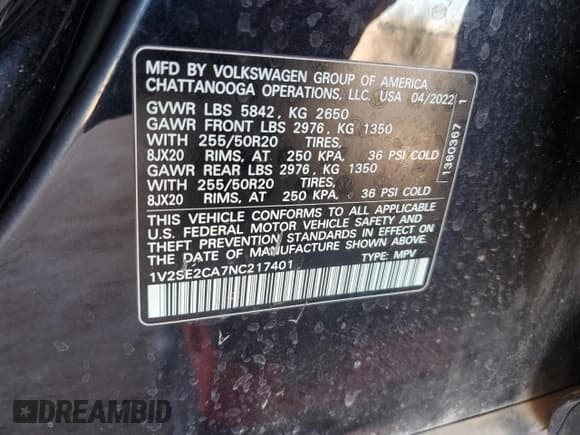 MFD BY VOLKSWAGEN GROUP OF AMERICA
CHATTANOOGA OPERATIONS, LLC. USA 04/2022
GVWR LBS 5842, KG 2650
GAWR FRONT LBS 2976, KG 1350
WITH 255/50R20 TIRES,
8JX20 RIMS, AT 250 KPA, 36 PSI COLD
GAWR REAR LBS 2976, KG 1350
WITH 255/50R20 TIRES,
8JX20 RIMS, AT 250 KPA, 36 PSI COLD
THIS VEHICLE CONFORMS TO ALL APPLICABLE
U.S. FEDERAL MOTOR VEHICLE SAFETY AND
THEFT PREVENTION STANDARDS IN EFFECT ON
THE DATE OF MANUFACTURE SHOWN ABOVE.
1V2SE2CA7NC217401 TYPE: MPV
1360367 1
DREAMBID